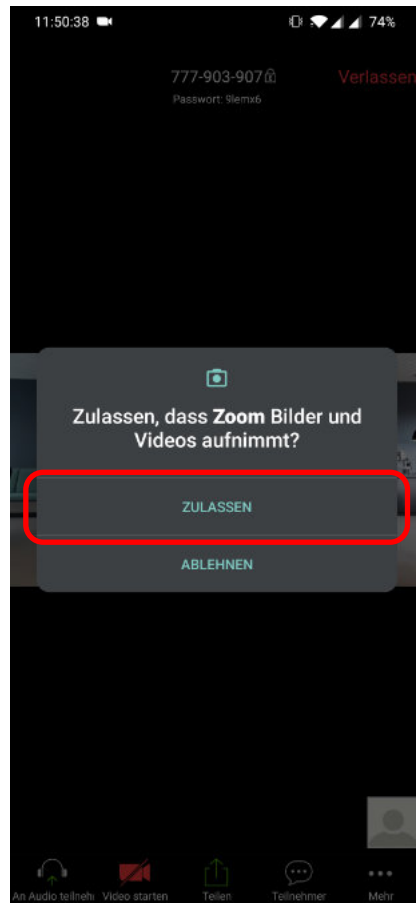 11:50:38 74%
777-903-907 Verlassen
Passwort: 9lemx6
Zulassen, dass Zoom Bilder und
Videos aufnimmt?
ZULASSEN
ABLEHNEN
An Audio teilneh Video starten Teilen Teilnehmer Mehr